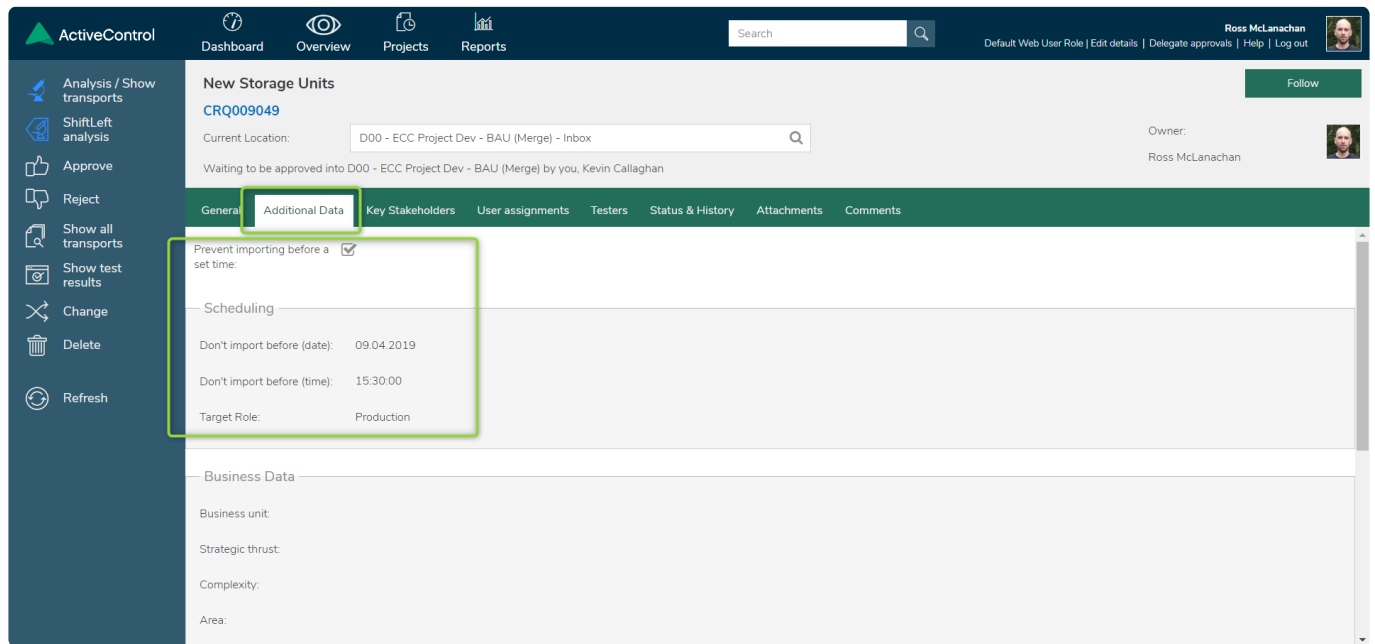 ActiveControl
Dashboard
Overview
Projects
Reports
Search
Ross McLanachan
Default Web User Role | Edit details | Delegate approvals | Help | Log out
Analysis / Show
transports
ShiftLeft
analysis
Approve
Reject
Show all
transports
Show test
results
Change
Delete
Refresh
New Storage Units
Follow
CRQ009049
Current Location:
D00 - ECC Project Dev - BAU (Merge) - Inbox
Owner:
Ross McLanachan
Waiting to be approved into D00 - ECC Project Dev - BAU (Merge) by you, Kevin Callaghan
General
Additional Data
Key Stakeholders
User assignments
Testers
Status & History
Attachments
Comments
Prevent importing before a
set time:
Scheduling
Don't import before (date): 09.04.2019
Don't import before (time): 15:30:00
Target Role: Production
Business Data
Business unit:
Strategic thrust:
Complexity:
Area: